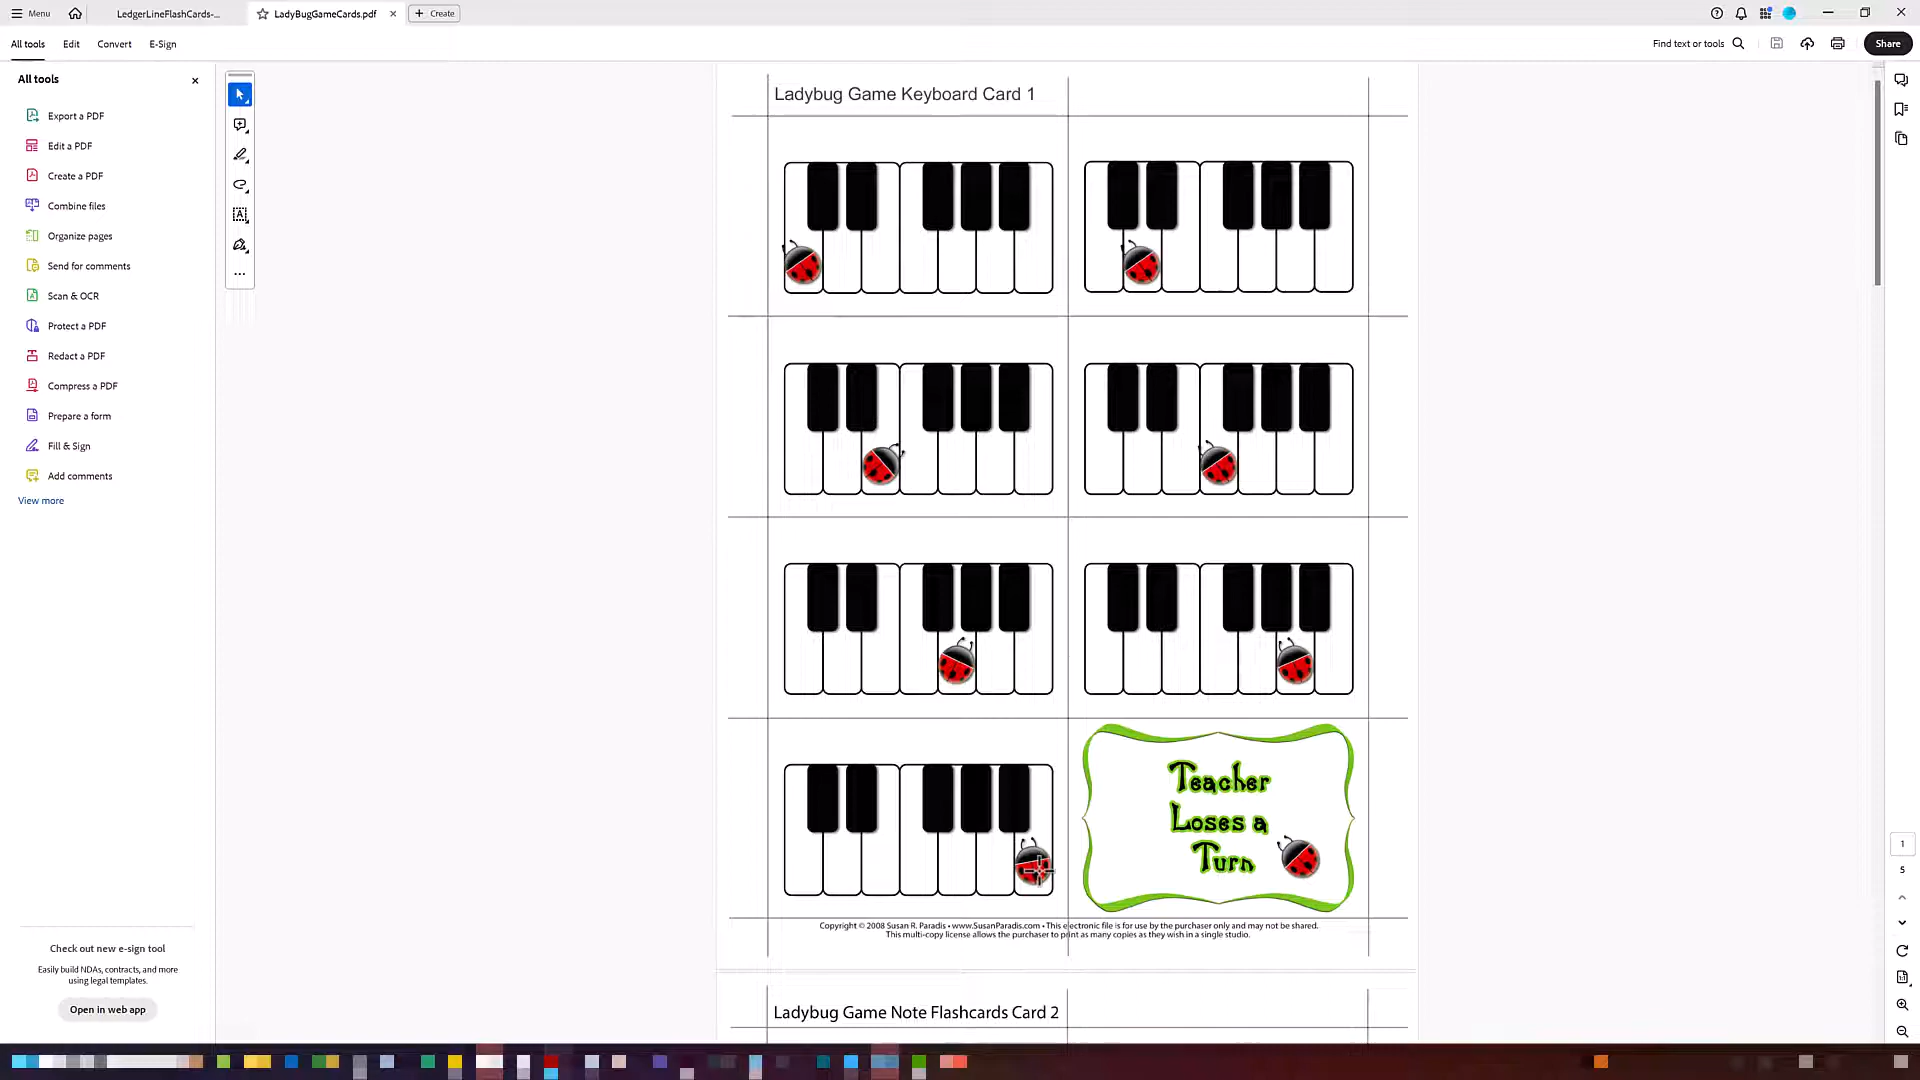 Menu
LedgerLineFlashCards-...
LadyBugGameCards.pdf
Create
All tools
Edit
Convert
E-Sign
Find text or tools
Share
All tools
Export a PDF
Edit a PDF
Create a PDF
Combine files
Organize pages
Send for comments
Scan & OCR
Protect a PDF
Redact a PDF
Compress a PDF
Prepare a form
Fill & Sign
Add comments
View more
Check out new e-sign tool
Easily build NDAs, contracts, and more
using legal templates.
Open in web app
Ladybug Game Keyboard Card 1
Teacher
Loses a
Turn
Copyright © 2008 Susan R. Paradis • www.SusanParadis.com • This electronic file is for use by the purchaser only and may not be shared.
This multi-copy license allows the purchaser to print as many copies as they wish in a single studio.
Ladybug Game Note Flashcards Card 2
1
5